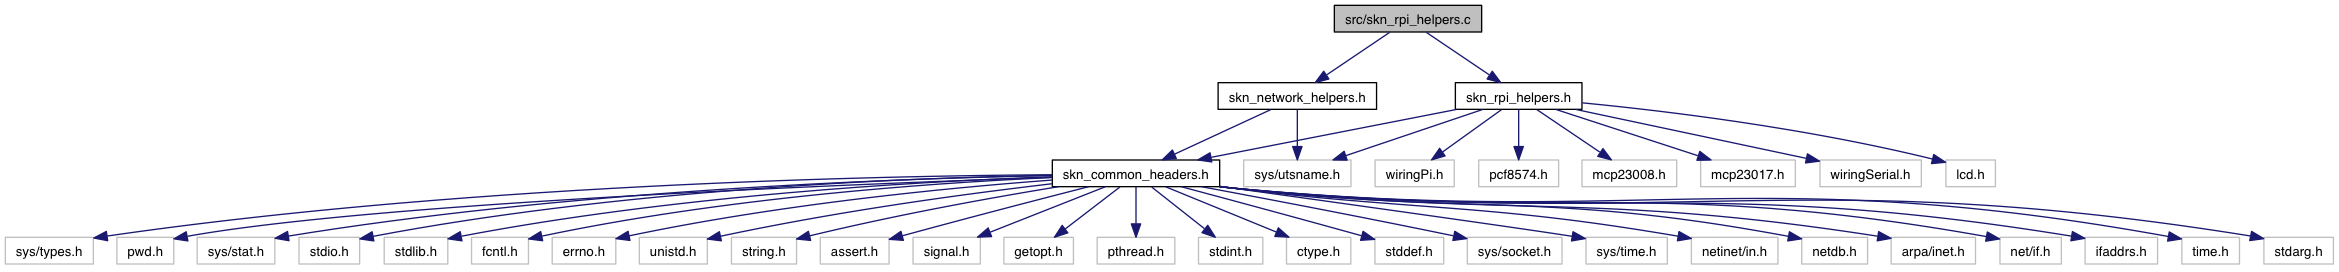 src/skn_rpi_helpers.c
skn_network_helpers.h
skn_rpi_helpers.h
skn_common_headers.h
sys/utsname.h
wiringPi.h
pcf8574.h
mcp23008.h
mcp23017.h
wiringSerial.h
lcd.h
sys/types.h
pwd.h
sys/stat.h
stdio.h
stdlib.h
fcntl.h
errno.h
unistd.h
string.h
assert.h
signal.h
getopt.h
pthread.h
stdint.h
ctype.h
stddef.h
sys/socket.h
sys/time.h
netinet/in.h
netdb.h
arpa/inet.h
net/if.h
ifaddrs.h
time.h
stdarg.h